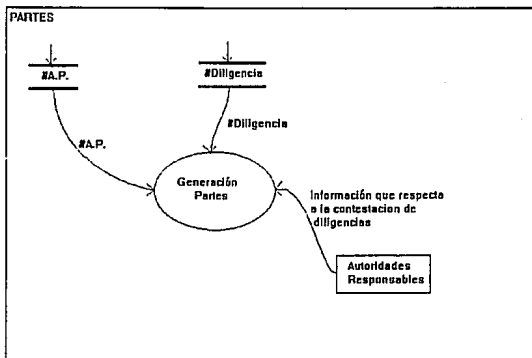 PARTES
#A.P.
#Diligencia
#Diligencia
#A.P.
Generación
Partes
Información que respecta
a la contestacion de
diligencias
Autoridades
Responsables